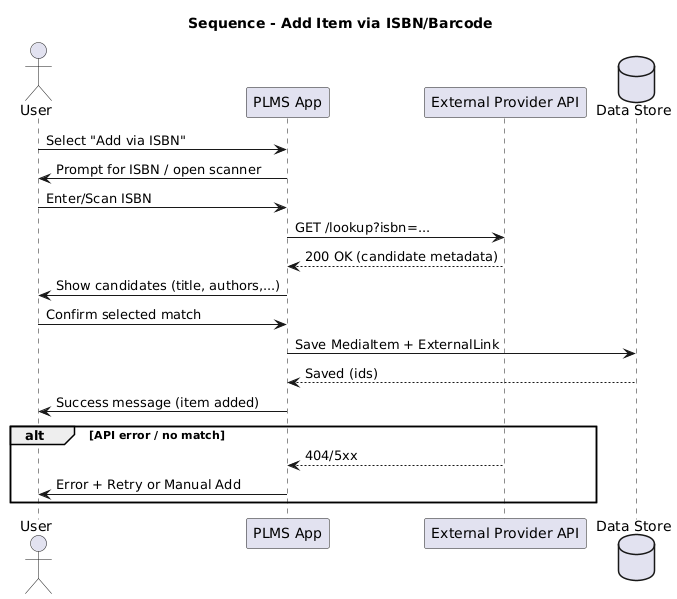 Sequence - Add Item via ISBN/Barcode
User
PLMS App
External Provider API
Data Store
Select "Add via ISBN"
Prompt for ISBN / open scanner
Enter/Scan ISBN
GET /lookup?isbn=...
200 OK (candidate metadata)
Show candidates (title, authors,...)
Confirm selected match
Save MediaItem + ExternalLink
Saved (ids)
Success message (item added)
alt [API error / no match]
404/5xx
Error + Retry or Manual Add
User
PLMS App
External Provider API
Data Store